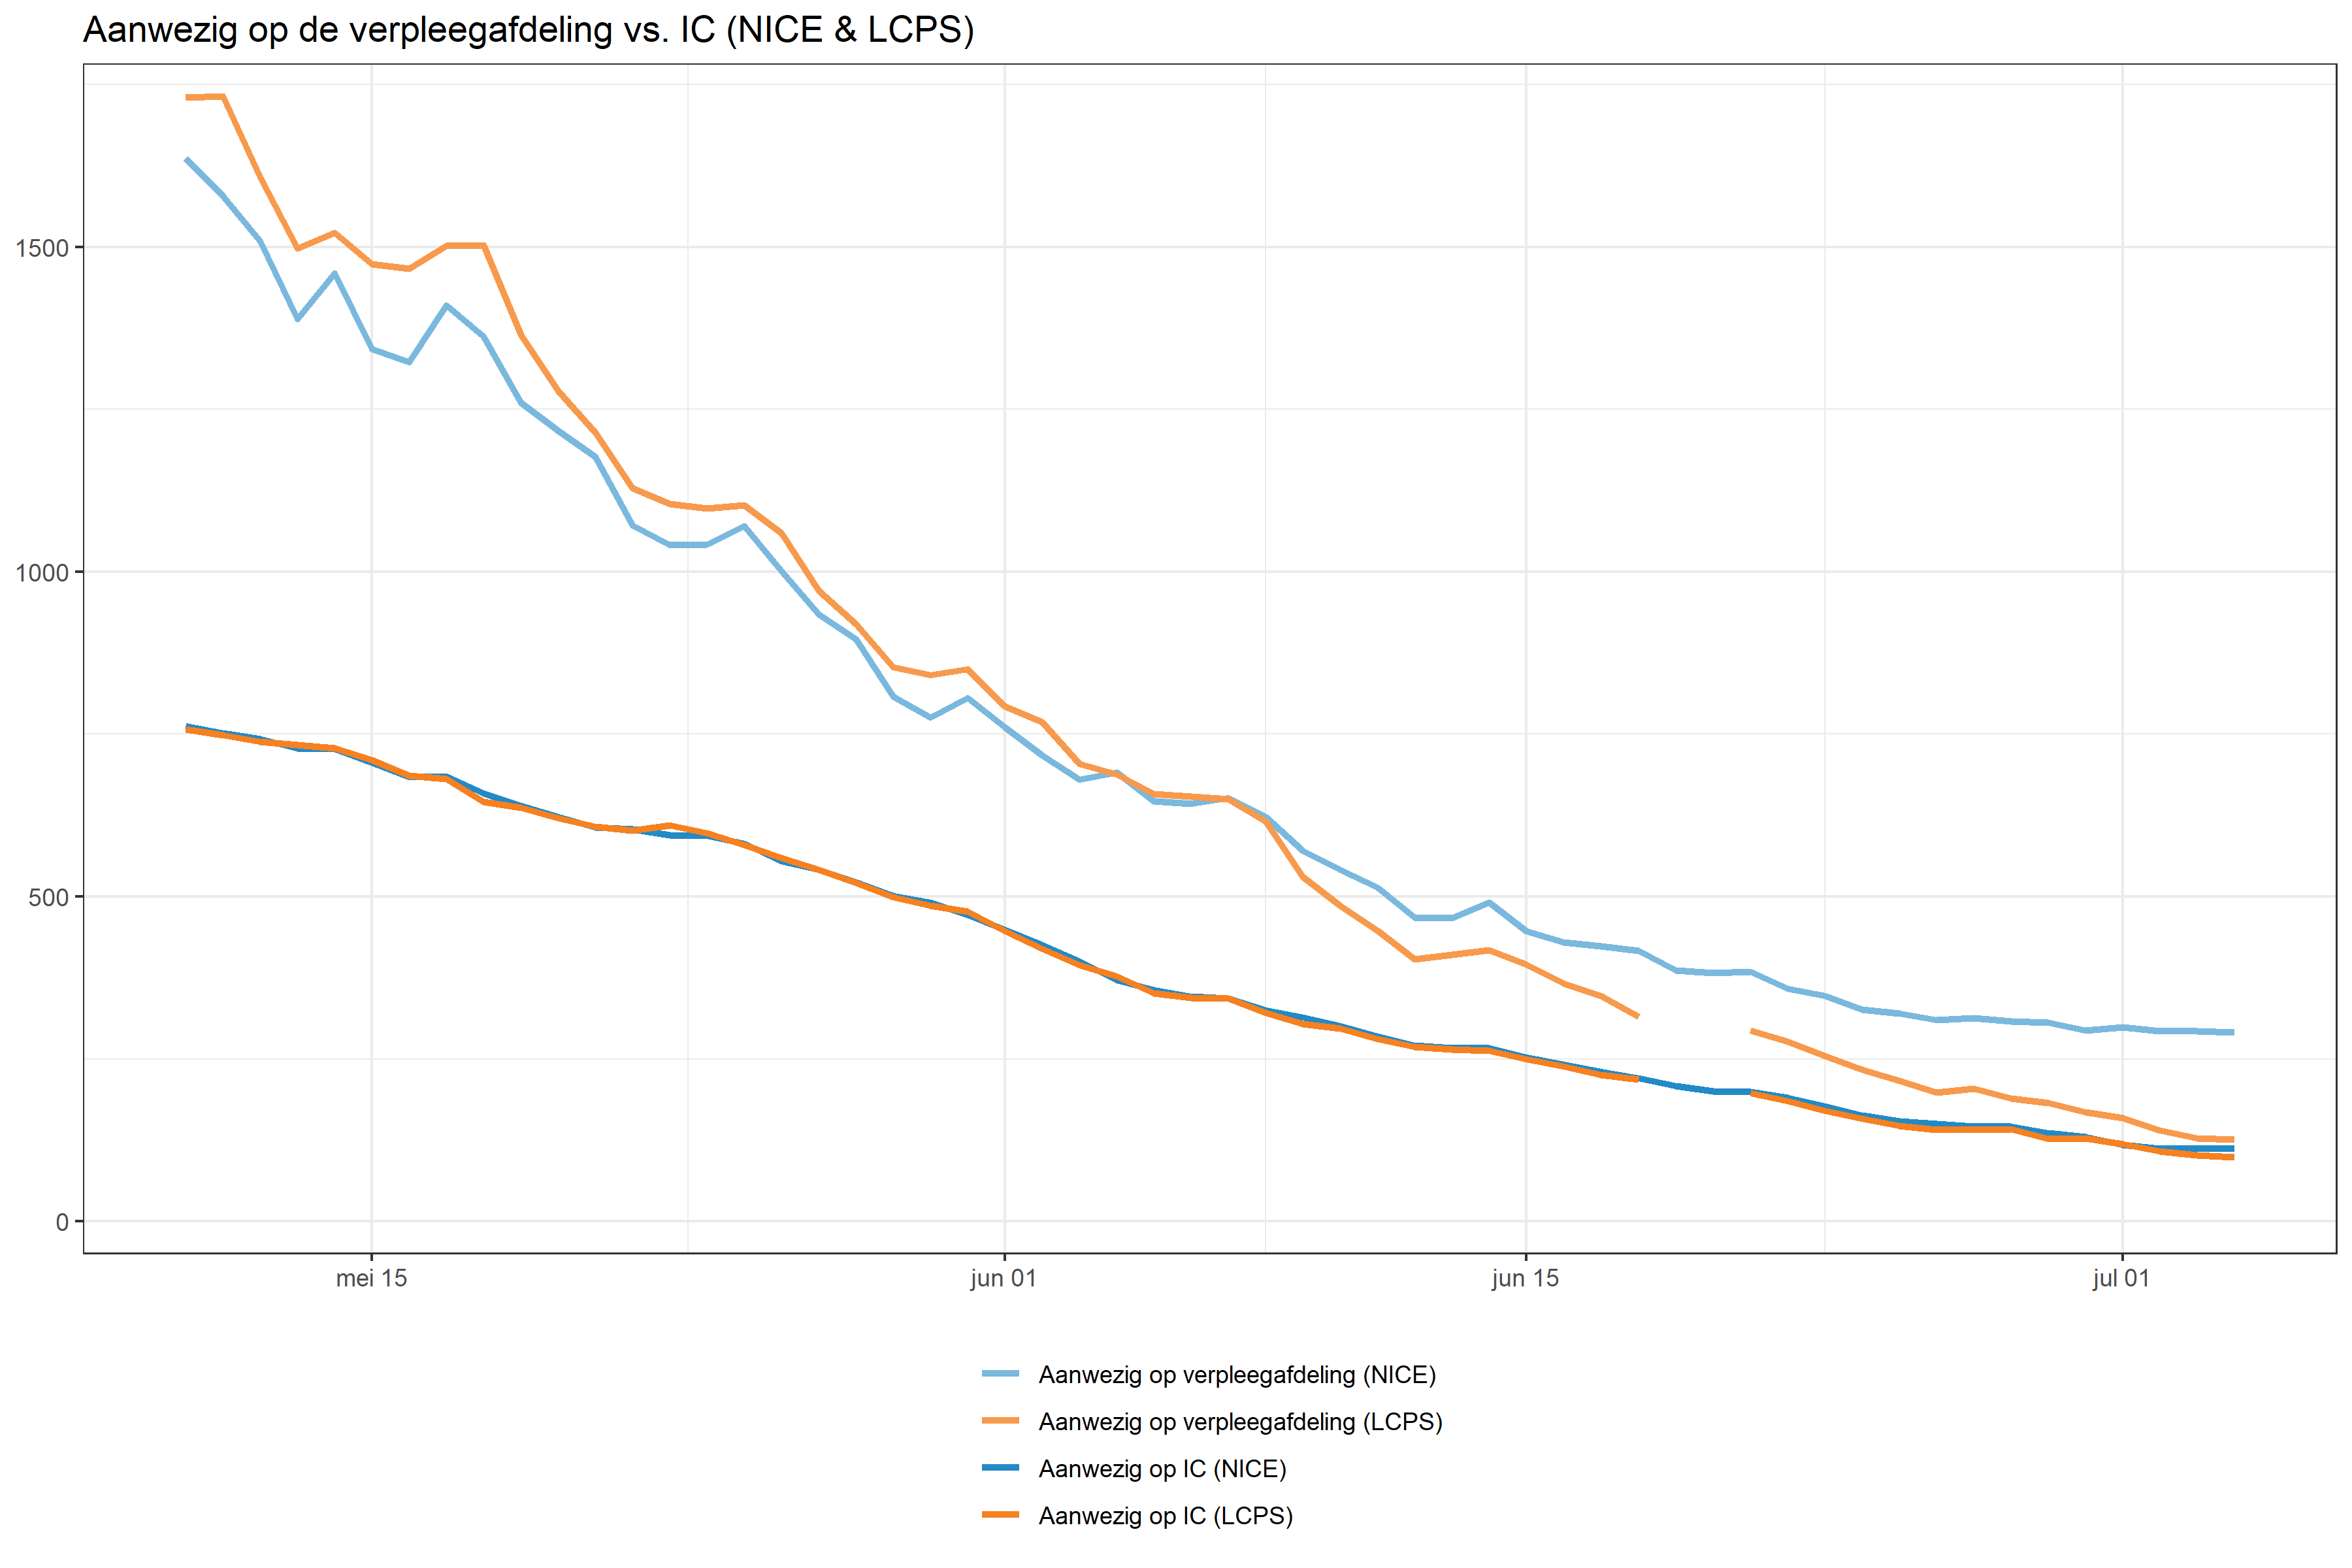 Aanwezig op de verpleegafdeling vs. IC (NICE & LCPS)
1500
1000
500
0
mei 15 jun 01 jun 15 jul 01
Aanwezig op verpleegafdeling (NICE)
Aanwezig op verpleegafdeling (LCPS)
Aanwezig op IC (NICE)
Aanwezig op IC (LCPS)